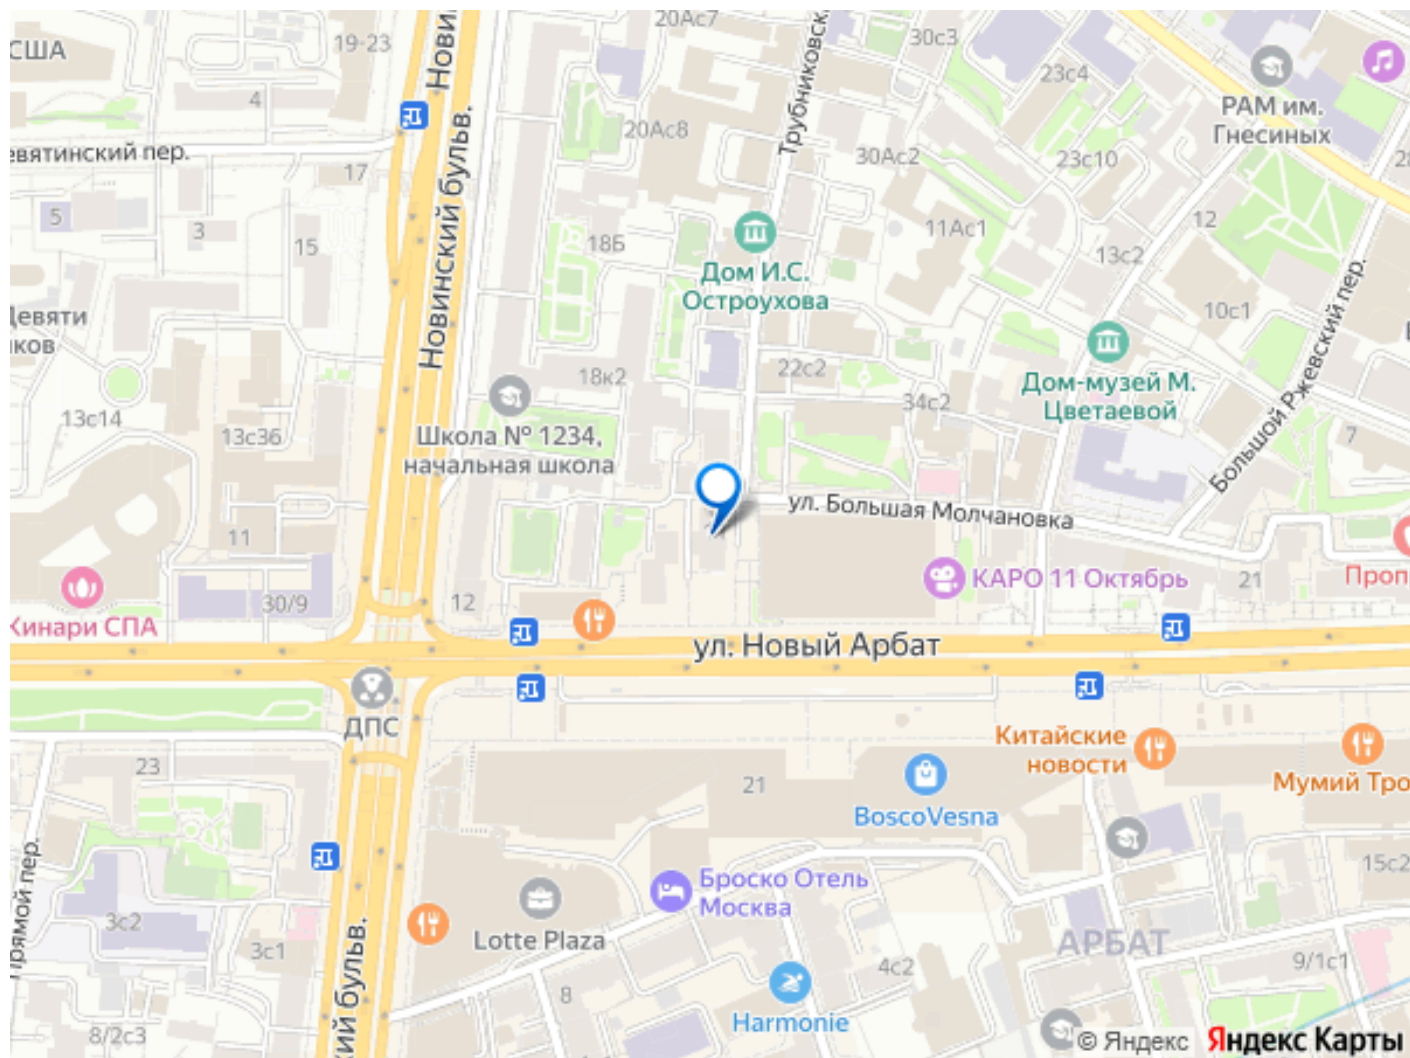 США
19-23
Нови
20Ас7
30с3
23с4
Трубниковск
РАМ им.
Гнесиных
4
20Ас8
30Ас2
23с10
28
евятинский пер.
17
Новинский бульв.
5
3
15
18Б
11Ас1
12
13с2
Дом И.С.
Остроухова
Девяти
ков
10с1
Большой Ржевский пер.
18к2
22с2
Дом-музей М.
Цветаевой
34с2
13с14
13с36
Школа № 1234,
начальная школа
7
ул. Большая Молчановка
11
КАРО 11 Октябрь
21
Проп
30/9
12
Кинари СПА
ул. Новый Арбат
ДПС
Китайские
новости
23
21
Мумий Тро
BoscoVesna
Прямой пер.
15с2
Броско Отель
Москва
3с2
3с1
Lotte Plaza
АРБАТ
4с2
9/1с1
8
кий бульв.
Harmonie
8/2с3
© Яндекс Яндекс Карты